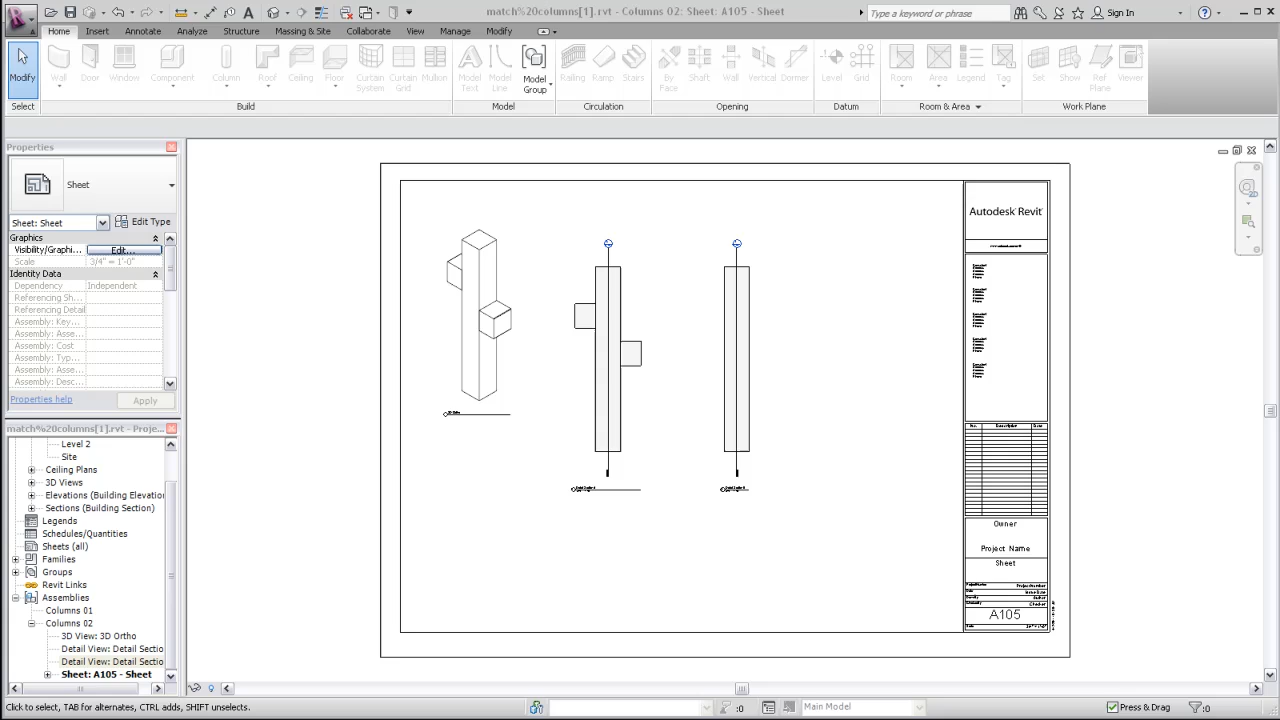 match%20columns[1].rvt - Columns 02: Sheet: A105 - Sheet
Type a keyword or phrase
Sign In
Home Insert Annotate Analyze Structure Massing & Site Collaborate View Manage Modify
Modify
Wall
Door
Window
Component
Column
Ceiling
Floor
Curtain System
Curtain Grid
Mullion
Model Text
Model Line
Model Group
Railing
Ramp
Stairs
By Face
Shaft
Wall
Vertical
Dormer
Level
Grid
Room
Area
Legend
Tag
Set
Show
Ref Plane
Viewer
Select
Build
Model
Circulation
Opening
Datum
Room & Area
Work Plane
Properties
Sheet
Sheet: Sheet
Edit Type
Graphics
Visibility/Graphi... Edit...
Scale 3/4" = 1'-0"
Identity Data
Dependency Independent
Referencing Sh...
Referencing Detail
Assembly: Key...
Assembly: Asse...
Assembly: Cost
Assembly: Typ...
Assembly: Asse...
Assembly: Desc...
Properties help
Apply
match%20columns[1].rvt - Proje...
Level 2
Site
Ceiling Plans
3D Views
Elevations (Building Elevation
Sections (Building Section)
Legends
Schedules/Quantities
Sheets (all)
Families
Groups
Revit Links
Assemblies
Columns 01
Columns 02
3D View: 3D Ortho
Detail View: Detail Sectio
Detail View: Detail Sectio
Sheet: A105 - Sheet
Autodesk Revit
No. Description Date
Owner
Project Name
Sheet
A105
2D
Click to select, TAB for alternates, CTRL adds, SHIFT unselects.
:0
Main Model
Press & Drag
:0